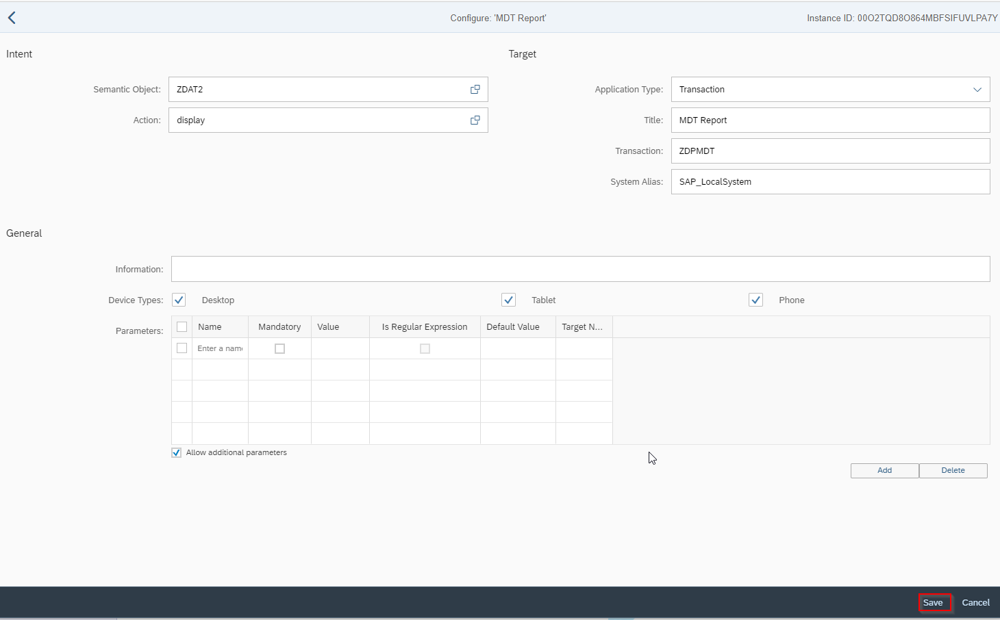 Configure: 'MDT Report'
Instance ID: 00O2TQD8O864MBFSIFUVLPA7Y
Intent
Target
Semantic Object:
ZDAT2
Application Type:
Transaction
Action:
display
Title:
MDT Report
Transaction:
ZDPMDT
System Alias:
SAP_LocalSystem
General
Information:
Device Types:
Desktop
Tablet
Phone
Parameters:
Name
Mandatory
Value
Is Regular Expression
Default Value
Target N...
Enter a name
Allow additional parameters
Add
Delete
Save
Cancel